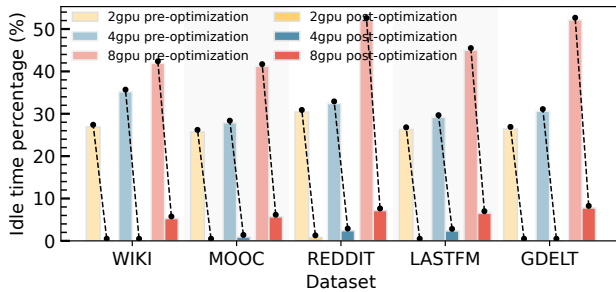 2gpu pre-optimization 2gpu post-optimization
4gpu pre-optimization 4gpu post-optimization
8gpu pre-optimization 8gpu post-optimization
Idle time percentage (%)
50
40
30
20
10
0
WIKI MOOC REDDIT LASTFM GDELT
Dataset